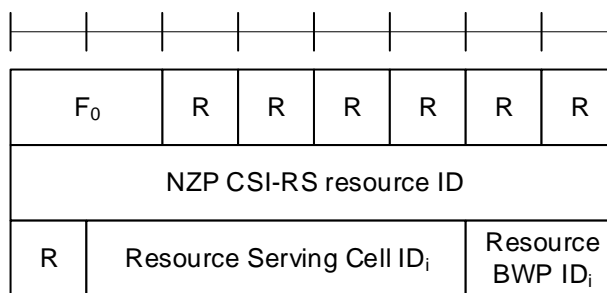 F₀ R R R R R R
NZP CSI-RS resource ID
R Resource Serving Cell IDᵢ Resource
BWP IDᵢ